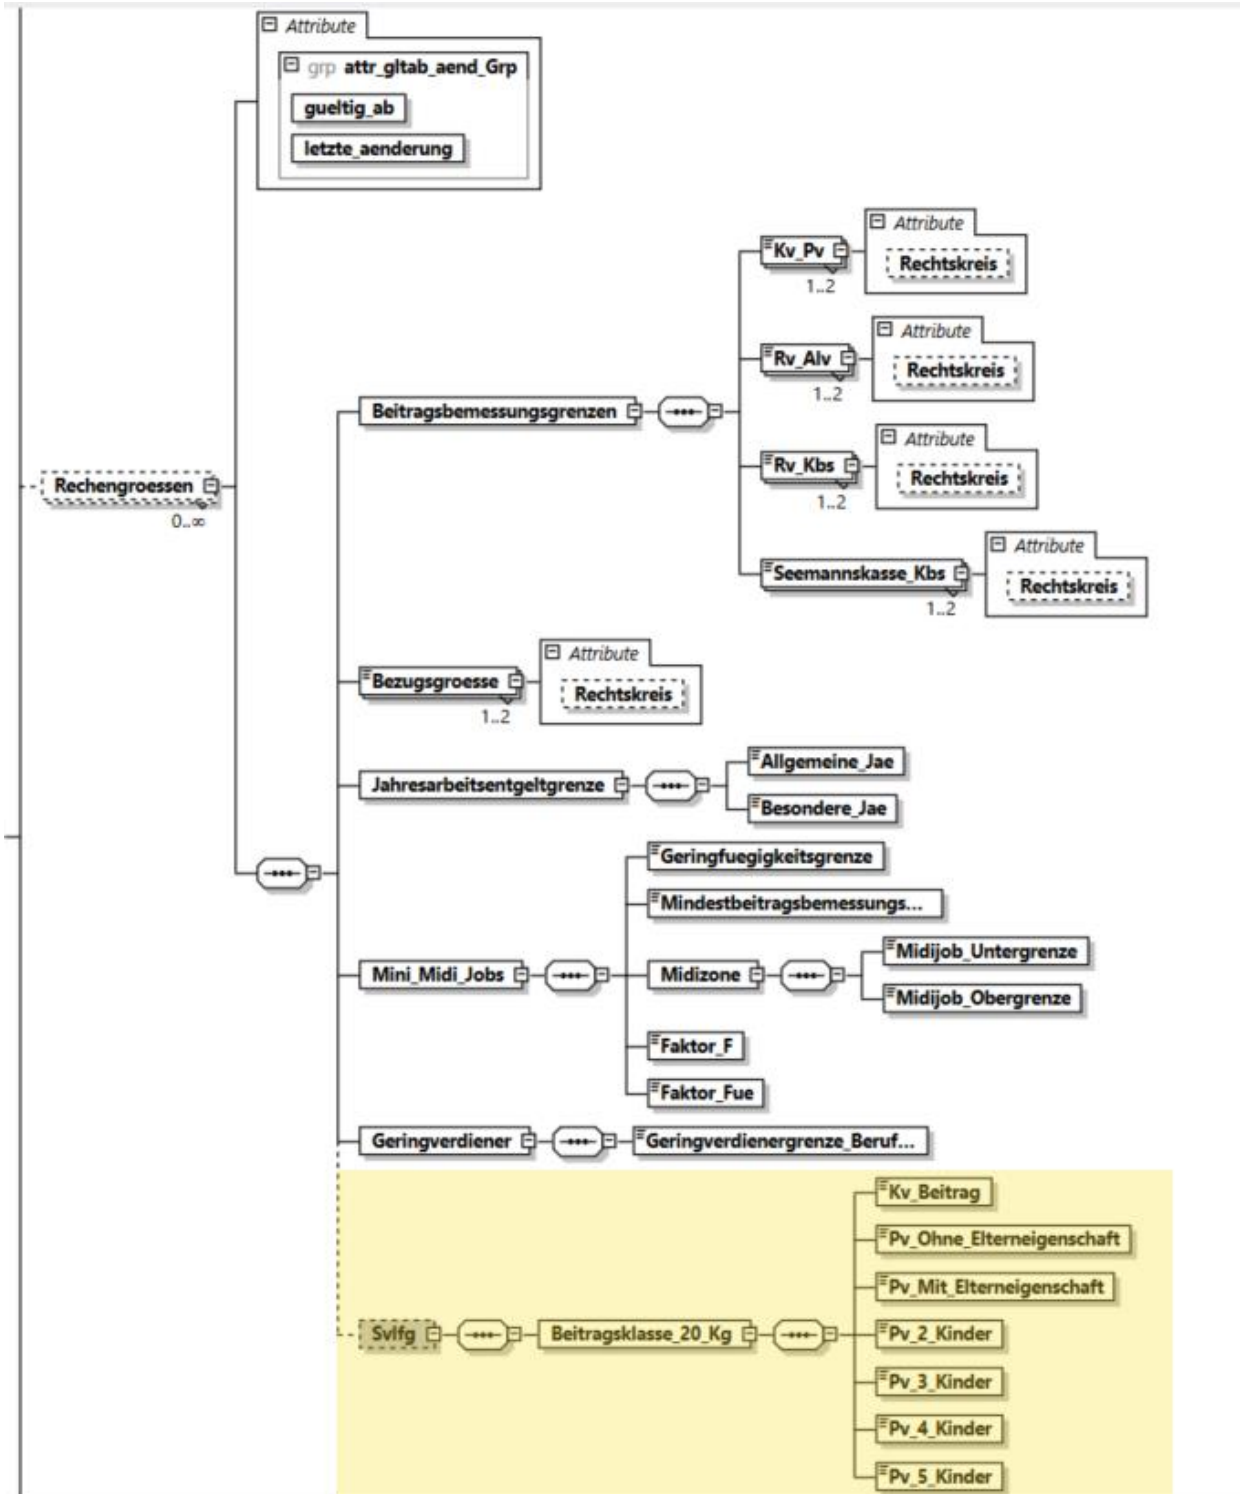 Attribute
grp attr_gltab_aend_Grp
gueltig_ab
letzte_aenderung
Rechengroessen
0..∞
Beitragsbemessungsgrenzen
Kv_Pv
1..2
Attribute
Rechtskreis
Rv_Alv
1..2
Attribute
Rechtskreis
Rv_Kbs
1..2
Attribute
Rechtskreis
Seemannskasse_Kbs
1..2
Attribute
Rechtskreis
Bezugsgroesse
1..2
Attribute
Rechtskreis
Jahresarbeitsentgeltgrenze
Allgemeine_Jae
Besondere_Jae
Mini_Midi_Jobs
Geringfuegigkeitsgrenze
Mindestbeitragsbemessungs...
Midizone
Midijob_Untergrenze
Midijob_Obergrenze
Faktor_F
Faktor_Fue
Geringverdiener
Geringverdienergrenze_Beruf...
Svlfg
Beitragsklasse_20_Kg
Kv_Beitrag
Pv_Ohne_Elterneigenschaft
Pv_Mit_Elterneigenschaft
Pv_2_Kinder
Pv_3_Kinder
Pv_4_Kinder
Pv_5_Kinder